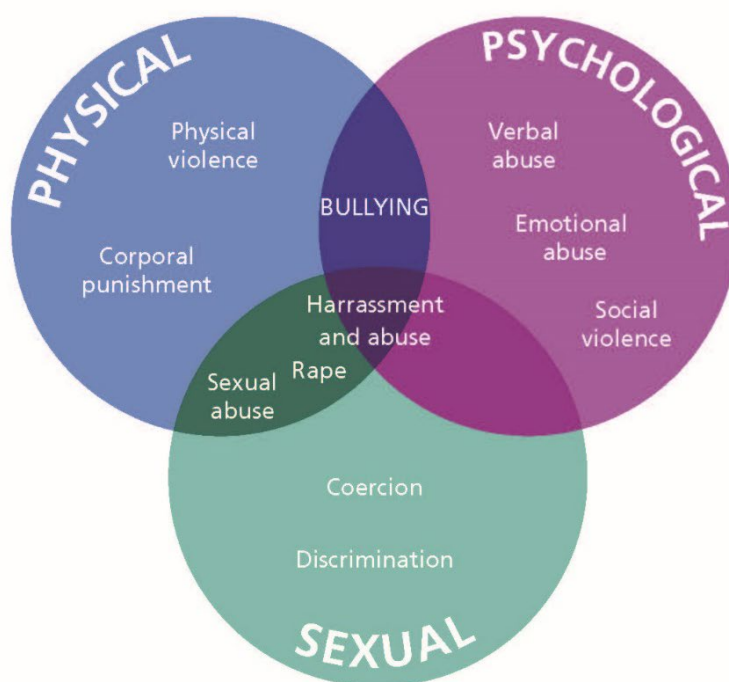 PHYSICAL
PSYCHOLOGICAL
Physical
violence
Verbal
abuse
BULLYING
Emotional
abuse
Corporal
punishment
Harrassment
and abuse
Social
violence
Rape
Sexual
abuse
Coercion
Discrimination
SEXUAL